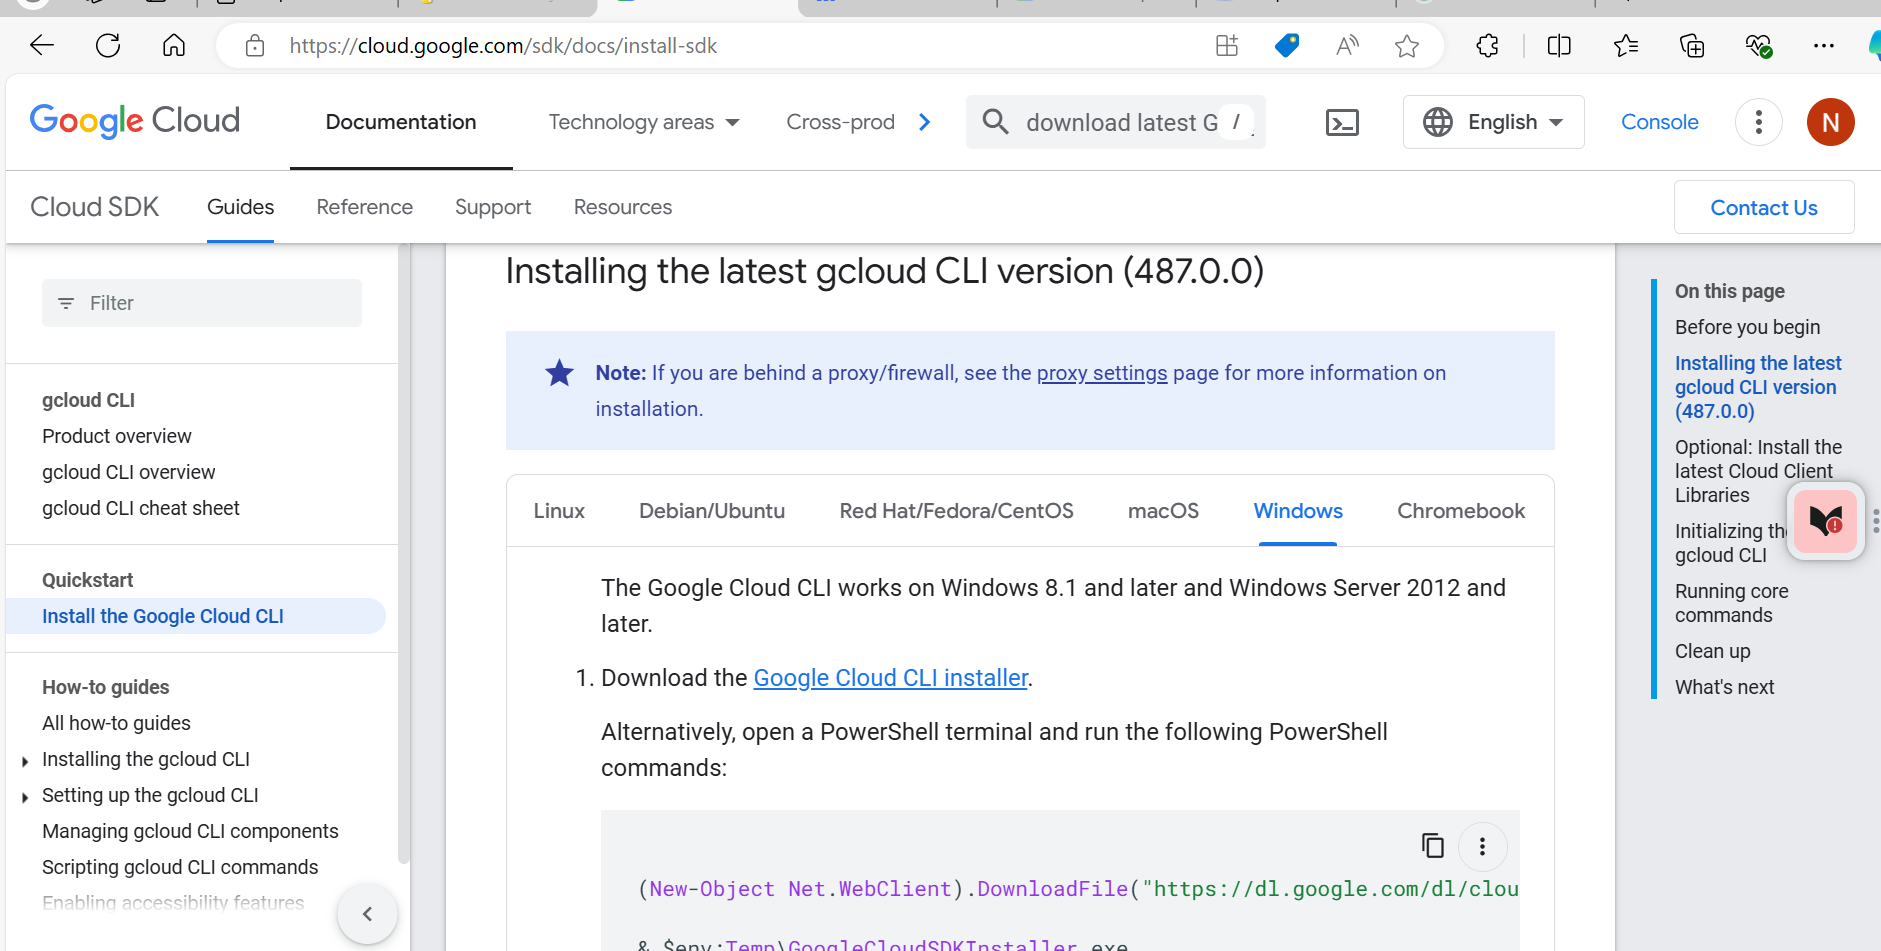 https://cloud.google.com/sdk/docs/install-sdk
Google Cloud
Documentation
Technology areas
Cross-prod
download latest G
/
English
Console
N
Cloud SDK
Guides
Reference
Support
Resources
Contact Us
Filter
gcloud CLI
Product overview
gcloud CLI overview
gcloud CLI cheat sheet
Quickstart
Install the Google Cloud CLI
How-to guides
All how-to guides
Installing the gcloud CLI
Setting up the gcloud CLI
Managing gcloud CLI components
Scripting gcloud CLI commands
Enabling accessibility features
Installing the latest gcloud CLI version (487.0.0)
Note: If you are behind a proxy/firewall, see the proxy settings page for more information on
installation.
Linux
Debian/Ubuntu
Red Hat/Fedora/CentOS
macOS
Windows
Chromebook
The Google Cloud CLI works on Windows 8.1 and later and Windows Server 2012 and
later.
1. Download the Google Cloud CLI installer.
Alternatively, open a PowerShell terminal and run the following PowerShell
commands:
(New-Object Net.WebClient).DownloadFile("https://dl.google.com/dl/clou
& $env:Temp\GoogleCloudSDKInstaller.exe
On this page
Before you begin
Installing the latest
gcloud CLI version
(487.0.0)
Optional: Install the
latest Cloud Client
Libraries
Initializing th
gcloud CLI
Running core
commands
Clean up
What's next